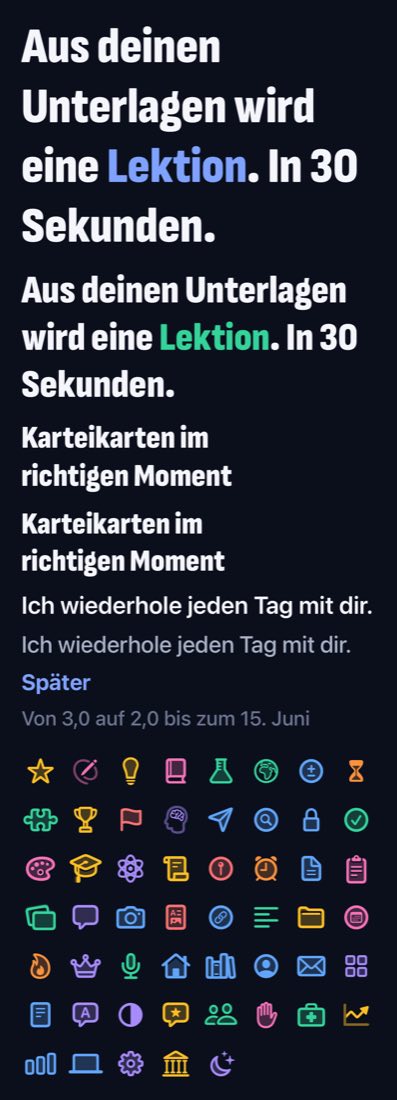 Aus deinen
Unterlagen wird
eine Lektion. In 30
Sekunden.
Aus deinen Unterlagen
wird eine Lektion. In 30
Sekunden.
Karteikarten im
richtigen Moment
Karteikarten im
richtigen Moment
Ich wiederhole jeden Tag mit dir.
Ich wiederhole jeden Tag mit dir.
Später
Von 3,0 auf 2,0 bis zum 15. Juni